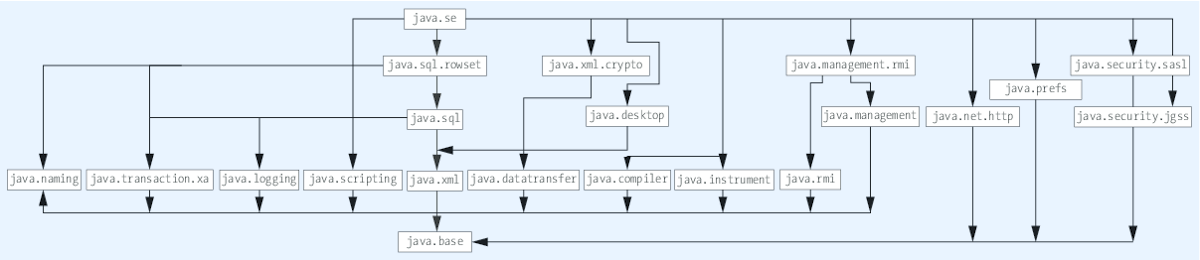 java.se
java.sql.rowset
java.xml.crypto
java.management.rmi
java.security.sasl
java.prefs
java.sql
java.desktop
java.management
java.net.http
java.security.jgss
java.naming
java.transaction.xa
java.logging
java.scripting
java.xml
java.datatransfer
java.compiler
java.instrument
java.rmi
java.base